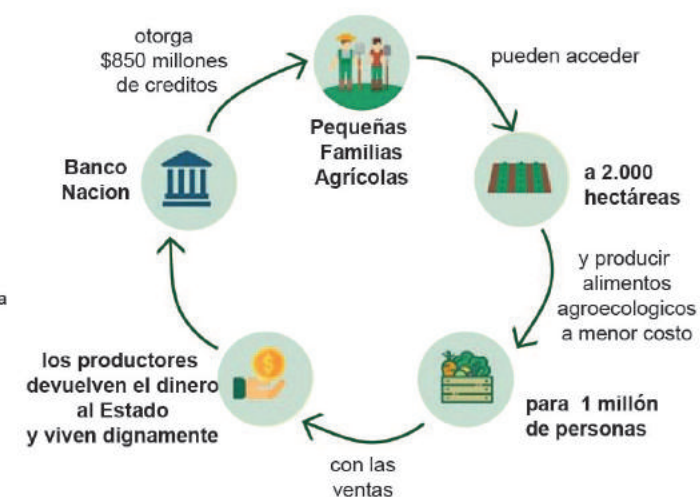 otorga
$850 millones
de creditos
Pequeñas
Familias
Agrícolas
pueden acceder
Banco
Nacion
a 2.000
hectáreas
y producir
alimentos
agroecologicos
a menor costo
a
los productores
devuelven el dinero
al Estado
y viven dignamente
para 1 millón
de personas
con las
ventas